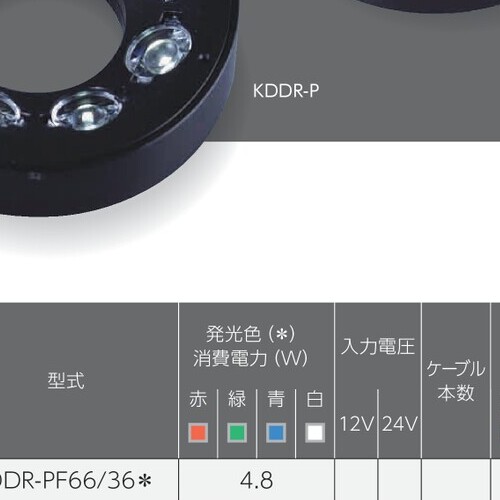 KDDR-P
型式
発光色 (*)
消費電力 (W)
赤 緑 青 白
入力電圧
12V 24V
ケーブル
本数
DDR-PF66/36* 4.8